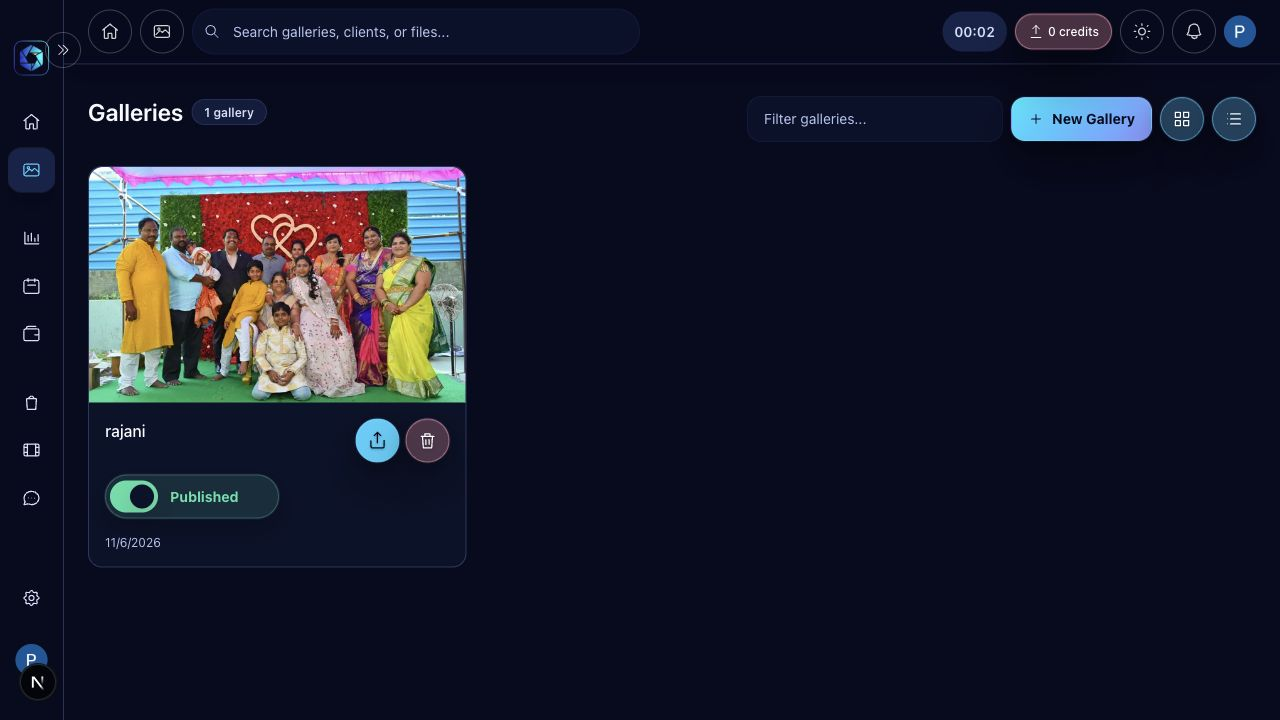 Search galleries, clients, or files...
00:02
0 credits
P
Galleries
1 gallery
Filter galleries...
New Gallery
rajani
Published
11/6/2026
P
N